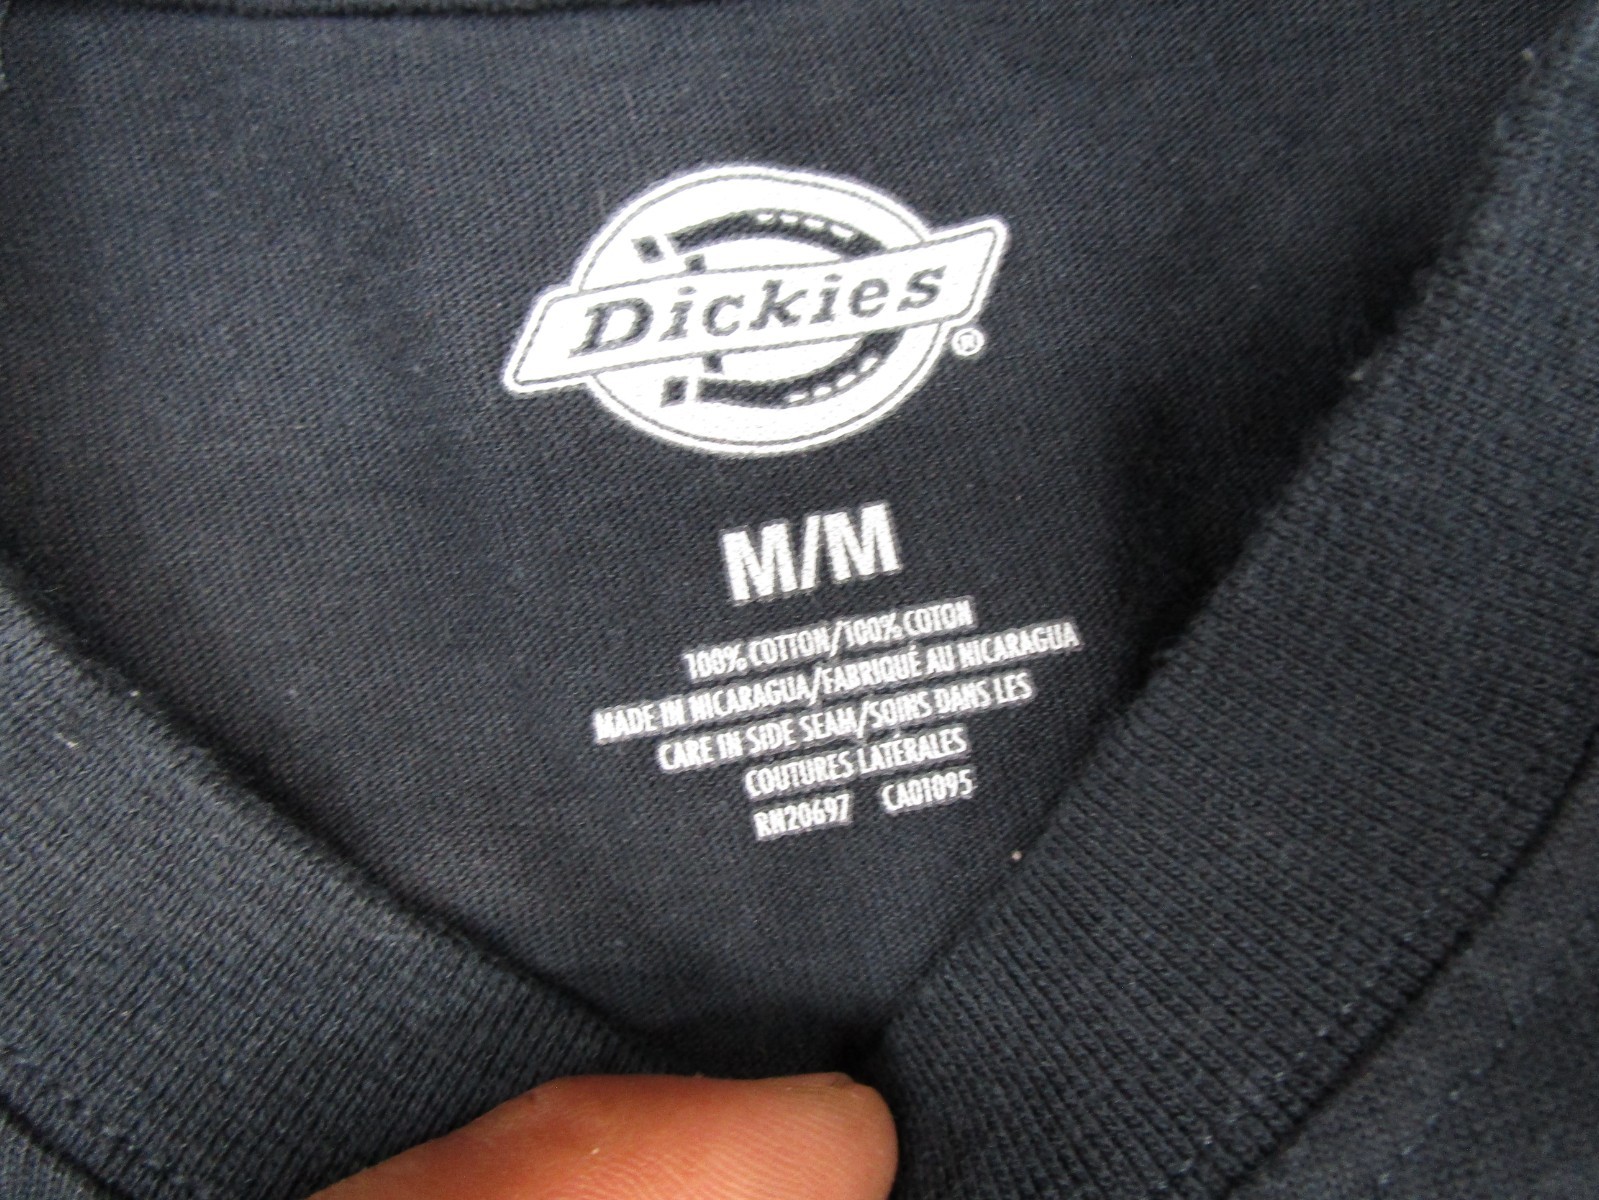 Dickies®
M/M
100% COTTON/100% COTON
MADE IN NICARAGUA/FABRIQUÉ AU NICARAGUA
CARE IN SIDE SEAM/SOINS DANS LES
COUTURES LATÉRALES
RN20697 CA01095